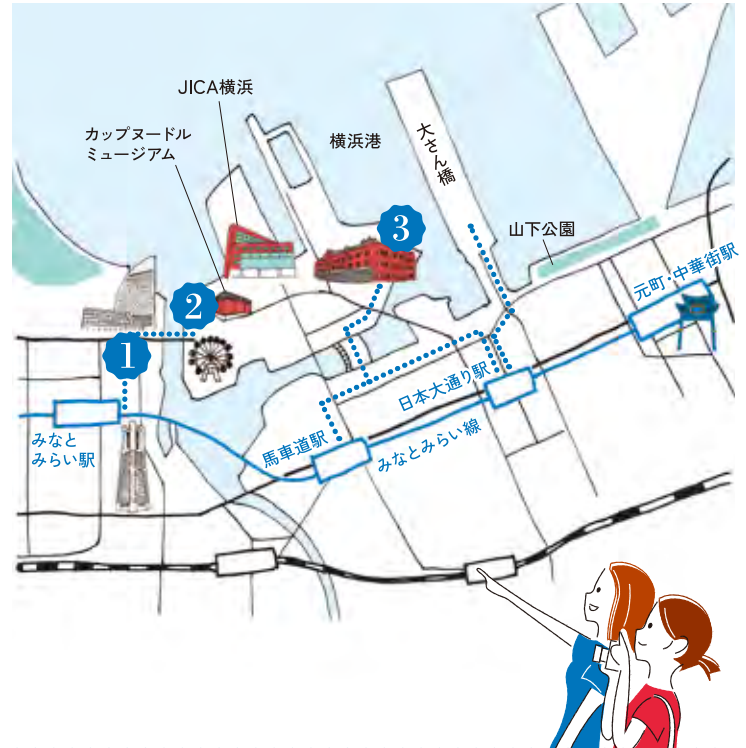 JICA横浜
カップヌードル
ミュージアム
横浜港
大さん橋
山下公園
3
2
1
元町・中華街駅
日本大通り駅
みなとみらい線
馬車道駅
みなと
みらい駅